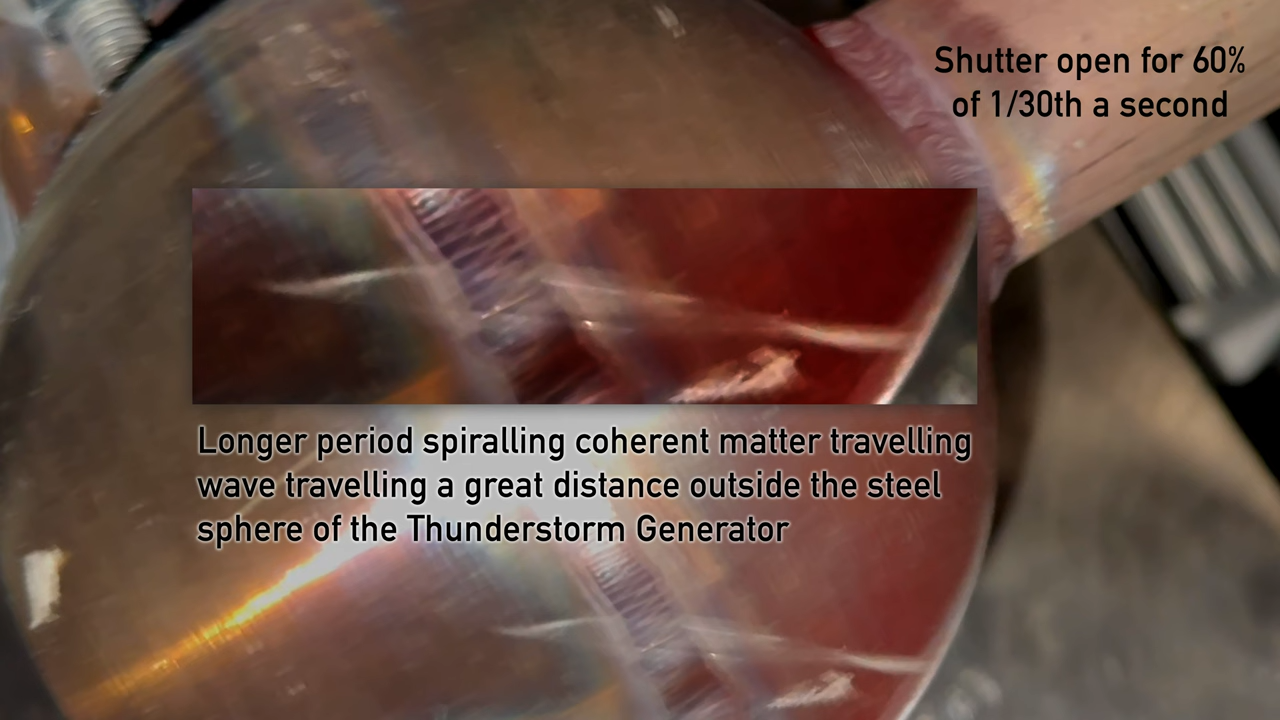 Shutter open for 60%
of 1/30th a second
Longer period spiralling coherent matter travelling
wave travelling a great distance outside the steel
sphere of the Thunderstorm Generator